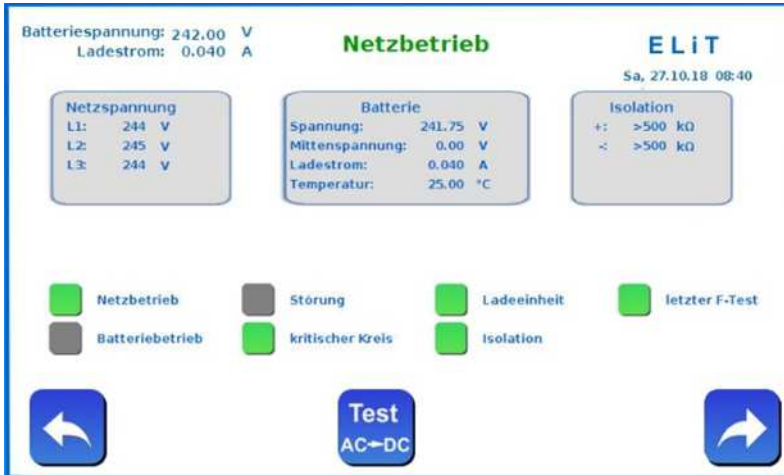 Batteriespannung: 242.00 V
Ladestrom: 0.040 A
Netzbetrieb
ELiT
Sa, 27.10.18 08:40
Netzspannung
L1: 244 V
L2: 245 V
L3: 244 V
Batterie
Spannung: 241.75 V
Mittenspannung: 0.00 V
Ladestrom: 0.040 A
Temperatur: 25.00 °C
Isolation
+: >500 kΩ
-: >500 kΩ
Netzbetrieb Störung Ladeeinheit letzter F-Test
Batteriebetrieb kritischer Kreis Isolation
Test
AC←DC